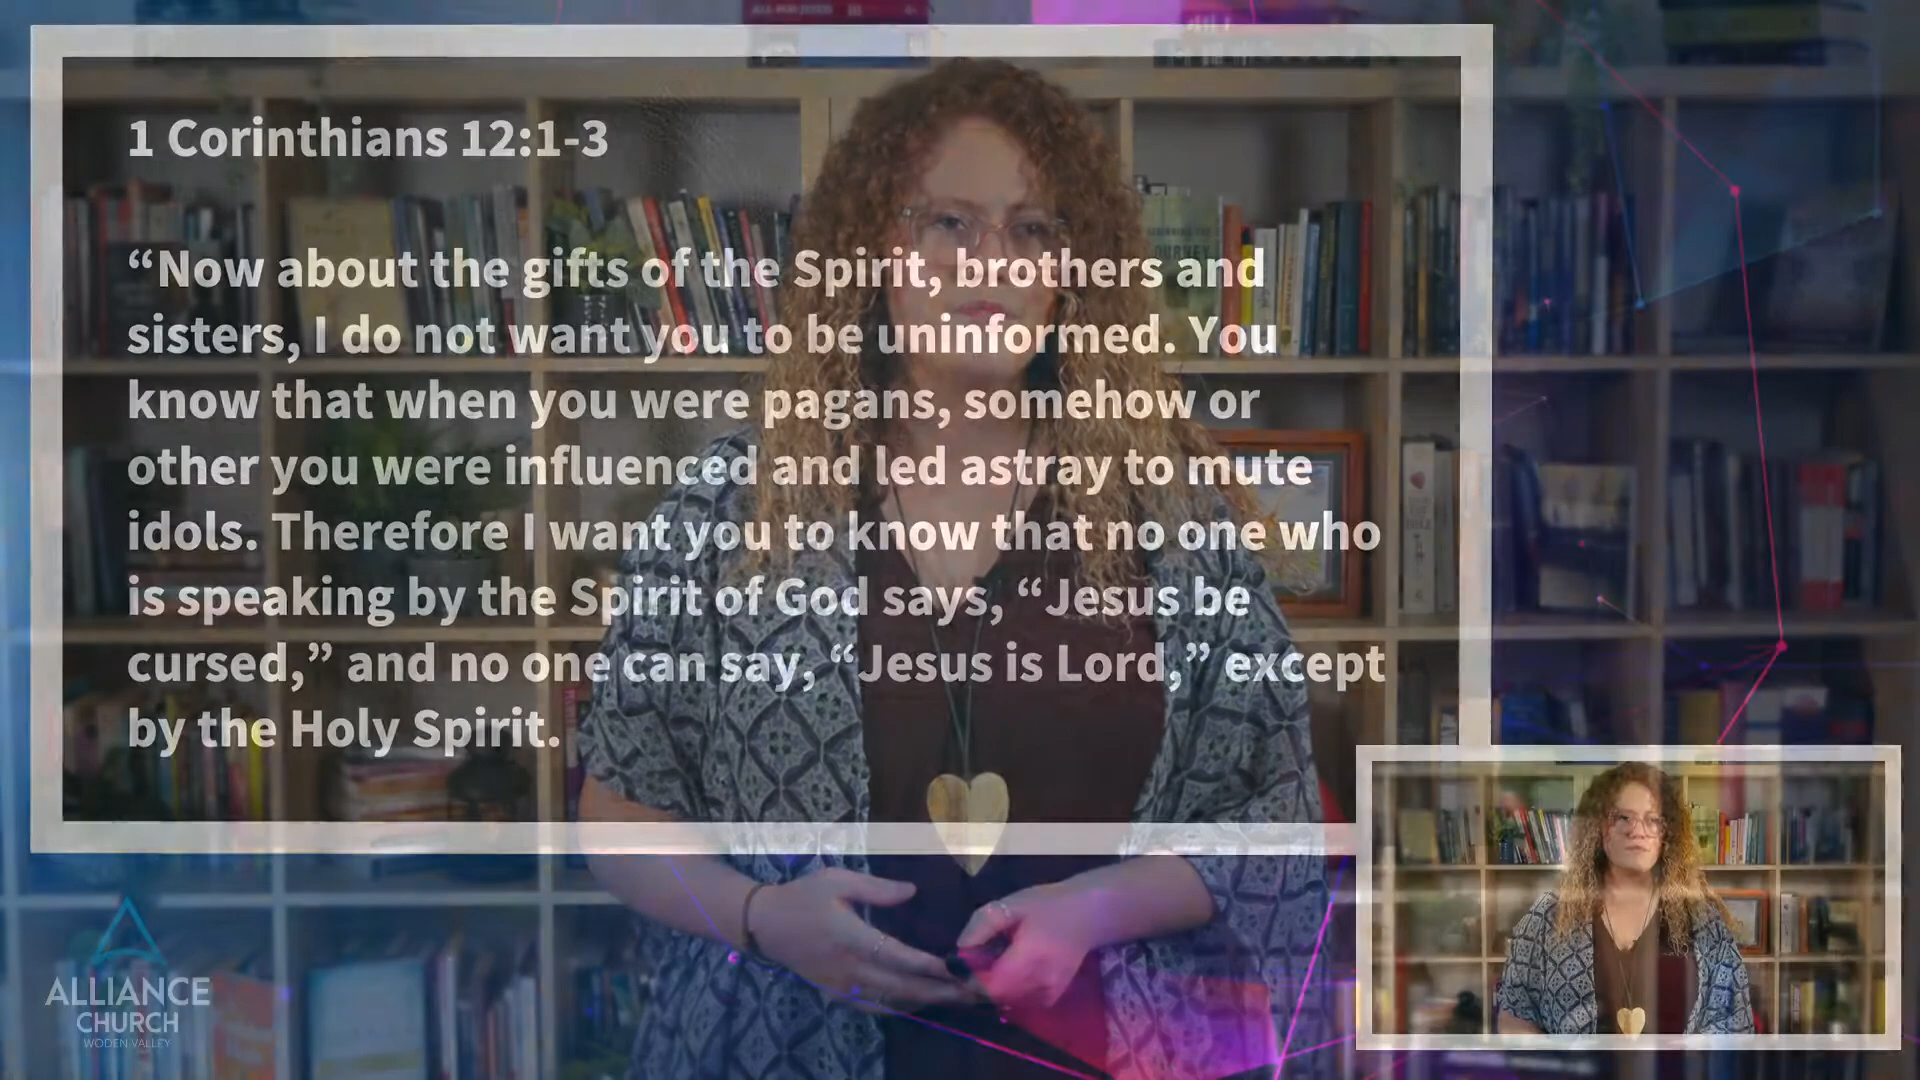 1 Corinthians 12:1-3
“Now about the gifts of the Spirit, brothers and
sisters, I do not want you to be uninformed. You
know that when you were pagans, somehow or
other you were influenced and led astray to mute
idols. Therefore I want you to know that no one who
is speaking by the Spirit of God says, “Jesus be
cursed,” and no one can say, “Jesus is Lord,” except
by the Holy Spirit.
ALLIANCE
CHURCH
WODEN VALLEY